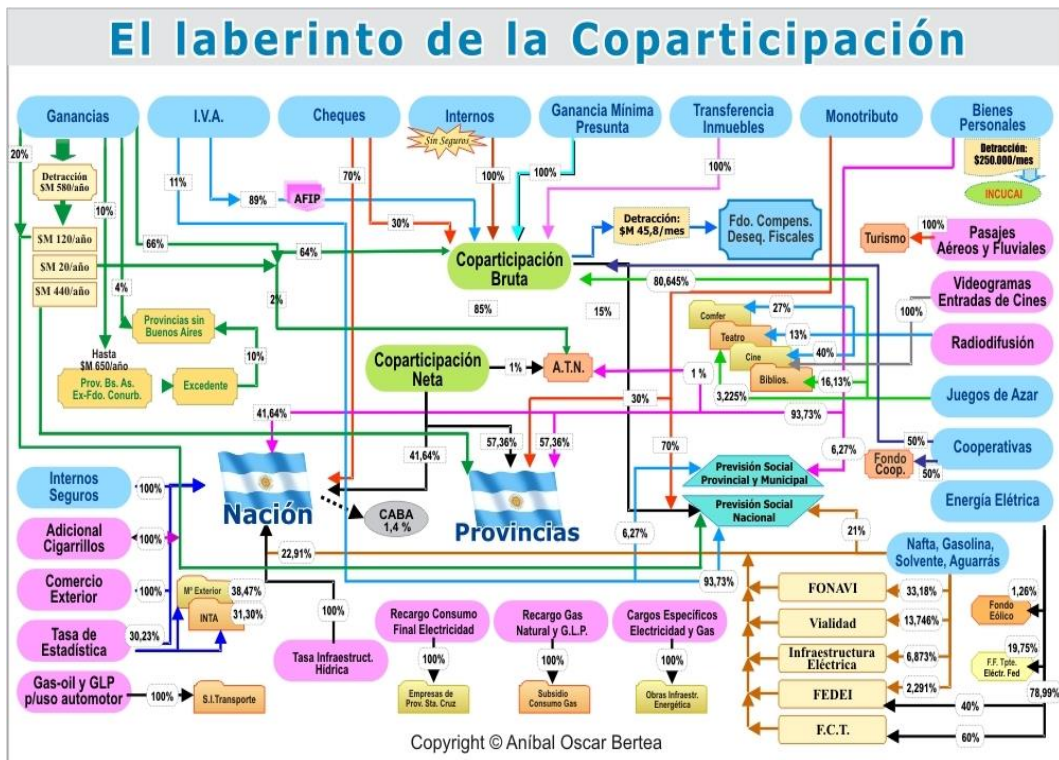 El laberinto de la Coparticipación
Ganancias
I.V.A.
Cheques
Internos
Sin Seguros
Ganancia Mínima
Presunta
Transferencia
Inmuebles
Monotributo
Bienes
Personales
20%
Detracción
$M 580/año
10%
11%
89%
AFIP
70%
30%
100%
100%
100%
Detracción:
$250.000/mes
INCUCAI
$M 120/año
$M 20/año
$M 440/año
66%
64%
4%
2%
Coparticipación
Bruta
Detracción:
$M 45,8/mes
Fdo. Compens.
Deseq. Fiscales
Turismo
100%
Pasajes
Aéreos y Fluviales
80,645%
85%
15%
Videogramas
Entradas de Cines
100%
Comfer
27%
Teatro
13%
Cine
40%
Biblios.
16,13%
3,225%
Radiodifusión
Provincias sin
Buenos Aires
10%
Hasta
$M 650/año
Prov. Bs. As.
Ex-Fdo. Conurb.
Excedente
Coparticipación
Neta
1%
A.T.N.
1 %
Juegos de Azar
41,64%
30%
93,73%
57,36%
57,36%
41,64%
70%
6,27%
50%
Cooperativas
Fondo
Coop.
50%
Internos
Seguros
100%
Nación
CABA
1,4 %
Provincias
Previsión Social
Provincial y Municipal
Previsión Social
Nacional
Energía Elétrica
Adicional
Cigarrillos
100%
22,91%
6,27%
21%
Nafta, Gasolina,
Solvente, Aguarrás
Comercio
Exterior
100%
Mº Exterior
38,47%
INTA
31,30%
93,73%
100%
FONAVI
33,18%
1,26%
Fondo
Eólico
Vialidad
13,746%
Tasa de
Estadística
30,23%
Tasa Infraestruct.
Hídrica
Recargo Consumo
Final Electricidad
100%
Empresas de
Prov. Sta. Cruz
Recargo Gas
Natural y G.L.P.
100%
Subsidio
Consumo Gas
Cargos Específicos
Electricidad y Gas
100%
Obras Infraestr.
Energética
Infraestructura
Eléctrica
6,873%
19,75%
F.F. Tpte.
Eléctr. Fed
78,99%
Gas-oil y GLP
p/uso automotor
100%
S.I.Transporte
FEDEI
2,291%
40%
F.C.T.
60%
Copyright © Aníbal Oscar Bertea